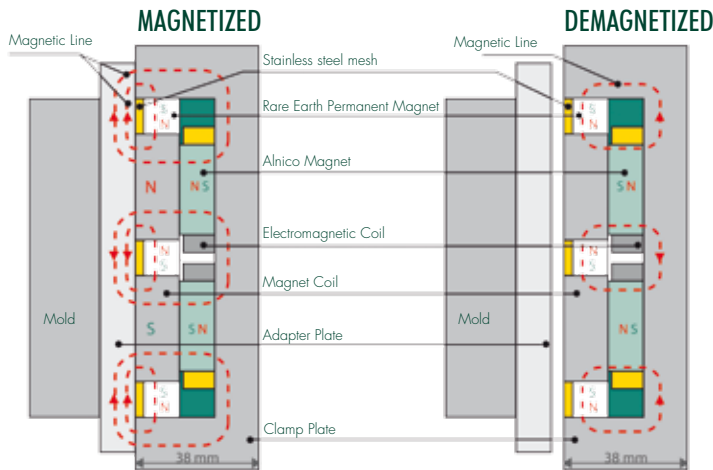 MAGNETIZED
DEMAGNETIZED
Magnetic Line
Magnetic Line
Stainless steel mesh
Rare Earth Permanent Magnet
S
N
S
N
Alnico Magnet
N
N S
S N
Electromagnetic Coil
N
S
N
S
Magnet Coil
Mold
Mold
S
S N
N S
Adapter Plate
S
N
S
N
Clamp Plate
38 mm
38 mm